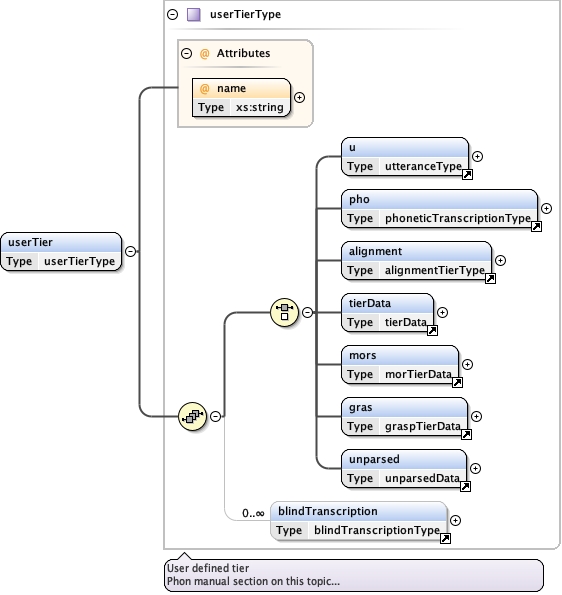 userTierType
@ Attributes
@ name
Type xs:string
u
Type utteranceType
pho
Type phoneticTranscriptionType
userTier
Type userTierType
alignment
Type alignmentTierType
tierData
Type tierData
mors
Type morTierData
gras
Type graspTierData
unparsed
Type unparsedData
0..∞
blindTranscription
Type blindTranscriptionType
User defined tier
Phon manual section on this topic...